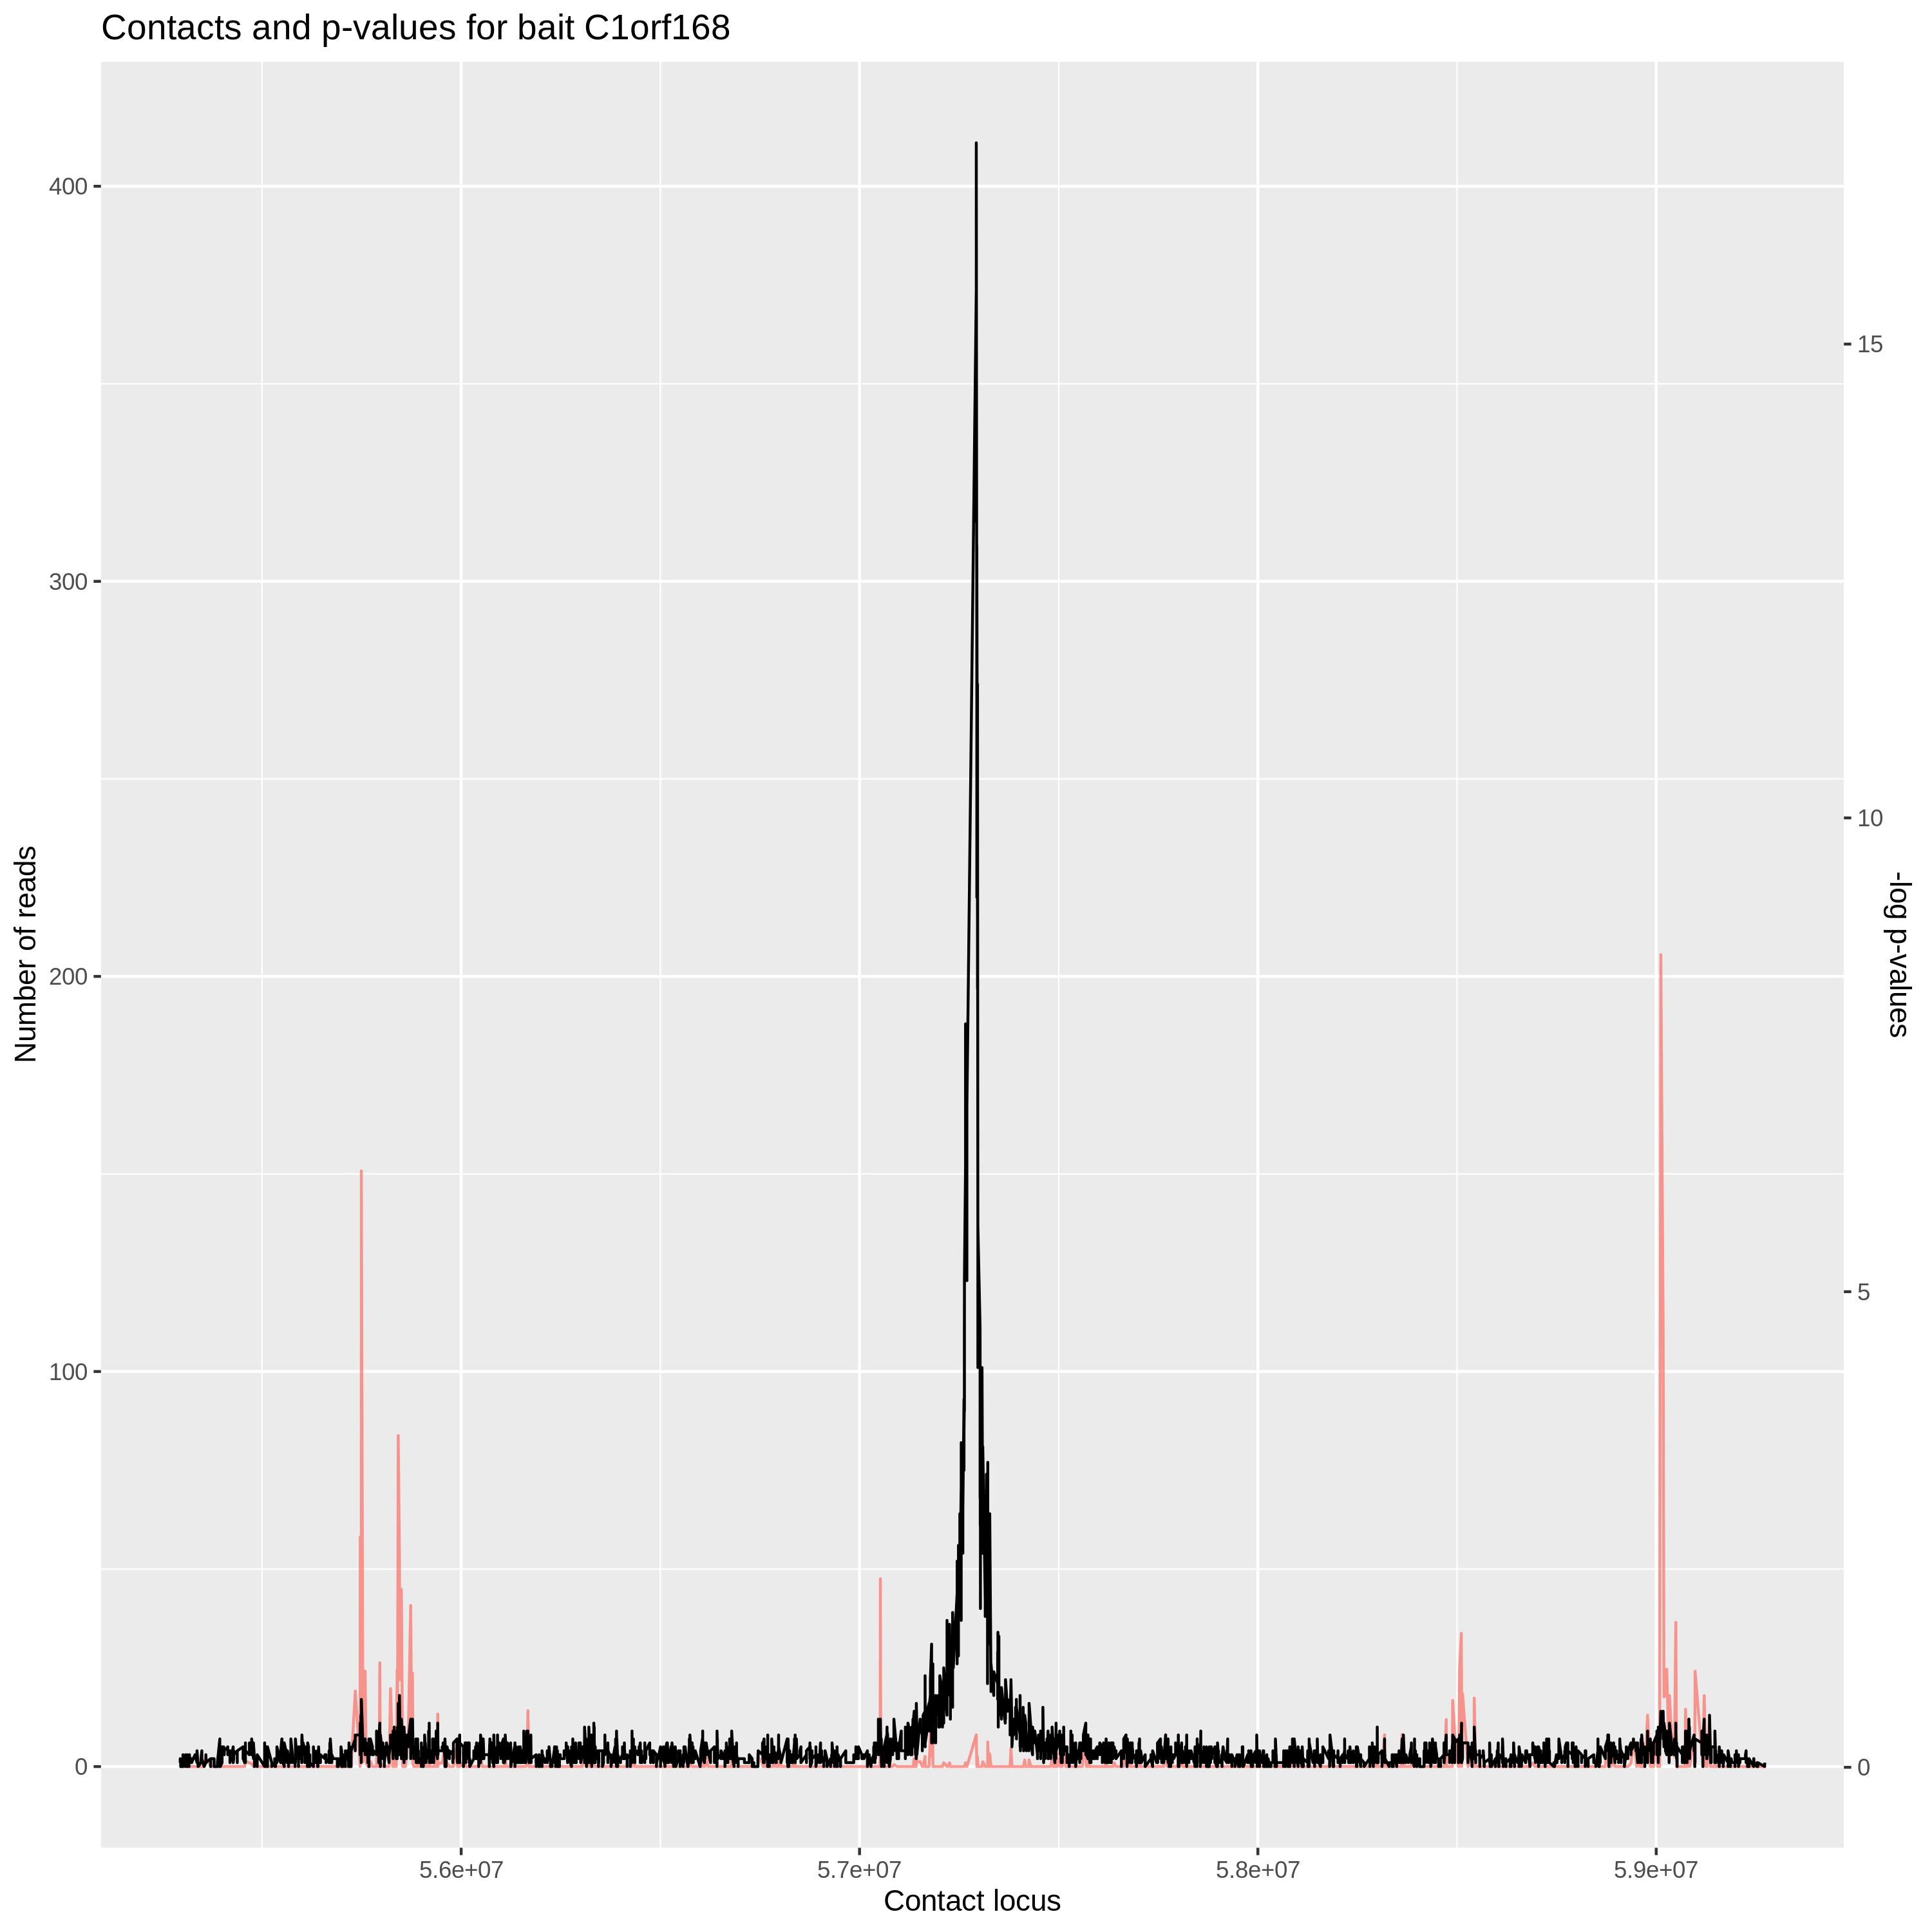 Contacts and p-values for bait C1orf168
400
300
200
100
0
Number of reads
15
10
5
0
-log p-values
5.6e+07
5.7e+07
5.8e+07
5.9e+07
Contact locus